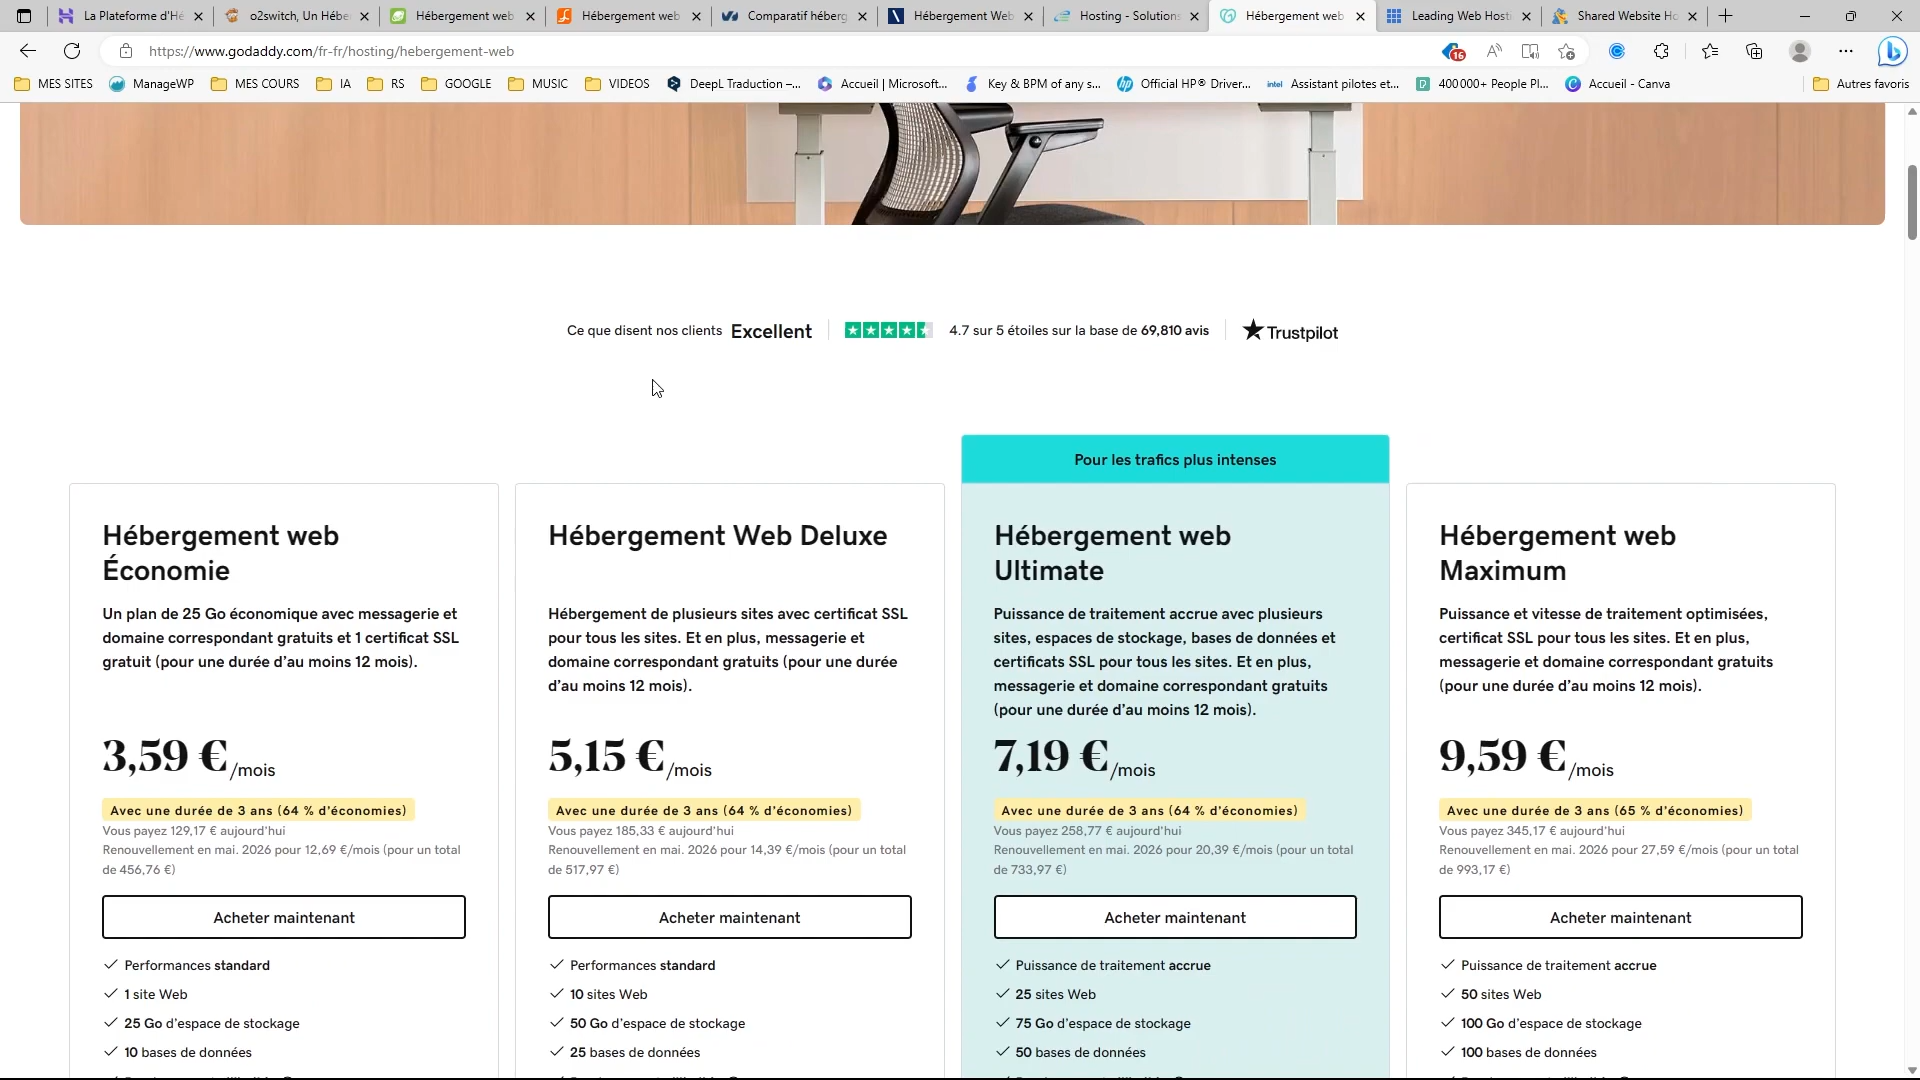 La Plateforme d'Hé
o2switch, Un Hébe
Hébergement web
Hébergement web
Comparatif héberg
Hébergement Web
Hosting - Solutions
Hébergement web
Leading Web Host
Shared Website Ho
https://www.godaddy.com/fr-fr/hosting/hebergement-web
16
MES SITES
ManageWP
MES COURS
IA
RS
GOOGLE
MUSIC
VIDEOS
DeepL Traduction –...
Accueil | Microsoft...
Key & BPM of any s...
Official HP® Driver...
intel
Assistant pilotes et...
400 000+ People Pl...
Accueil - Canva
Autres favoris
Ce que disent nos clients Excellent
4.7 sur 5 étoiles sur la base de 69,810 avis
Trustpilot
Pour les trafics plus intenses
Hébergement web
Économie
Un plan de 25 Go économique avec messagerie et
domaine correspondant gratuits et 1 certificat SSL
gratuit (pour une durée d'au moins 12 mois).
3,59 €/mois
Avec une durée de 3 ans (64 % d'économies)
Vous payez 129,17 € aujourd'hui
Renouvellement en mai. 2026 pour 12,69 €/mois (pour un total
de 456,76 €)
Acheter maintenant
Performances standard
1 site Web
25 Go d'espace de stockage
10 bases de données
Hébergement Web Deluxe
Hébergement de plusieurs sites avec certificat SSL
pour tous les sites. Et en plus, messagerie et
domaine correspondant gratuits (pour une durée
d'au moins 12 mois).
5,15 €/mois
Avec une durée de 3 ans (64 % d'économies)
Vous payez 185,33 € aujourd'hui
Renouvellement en mai. 2026 pour 14,39 €/mois (pour un total
de 517,97 €)
Acheter maintenant
Performances standard
10 sites Web
50 Go d'espace de stockage
25 bases de données
Hébergement web
Ultimate
Puissance de traitement accrue avec plusieurs
sites, espaces de stockage, bases de données et
certificats SSL pour tous les sites. Et en plus,
messagerie et domaine correspondant gratuits
(pour une durée d'au moins 12 mois).
7,19 €/mois
Avec une durée de 3 ans (64 % d'économies)
Vous payez 258,77 € aujourd'hui
Renouvellement en mai. 2026 pour 20,39 €/mois (pour un total
de 733,97 €)
Acheter maintenant
Puissance de traitement accrue
25 sites Web
75 Go d'espace de stockage
50 bases de données
Hébergement web
Maximum
Puissance et vitesse de traitement optimisées,
certificat SSL pour tous les sites. Et en plus,
messagerie et domaine correspondant gratuits
(pour une durée d'au moins 12 mois).
9,59 €/mois
Avec une durée de 3 ans (65 % d'économies)
Vous payez 345,17 € aujourd'hui
Renouvellement en mai. 2026 pour 27,59 €/mois (pour un total
de 993,17 €)
Acheter maintenant
Puissance de traitement accrue
50 sites Web
100 Go d'espace de stockage
100 bases de données